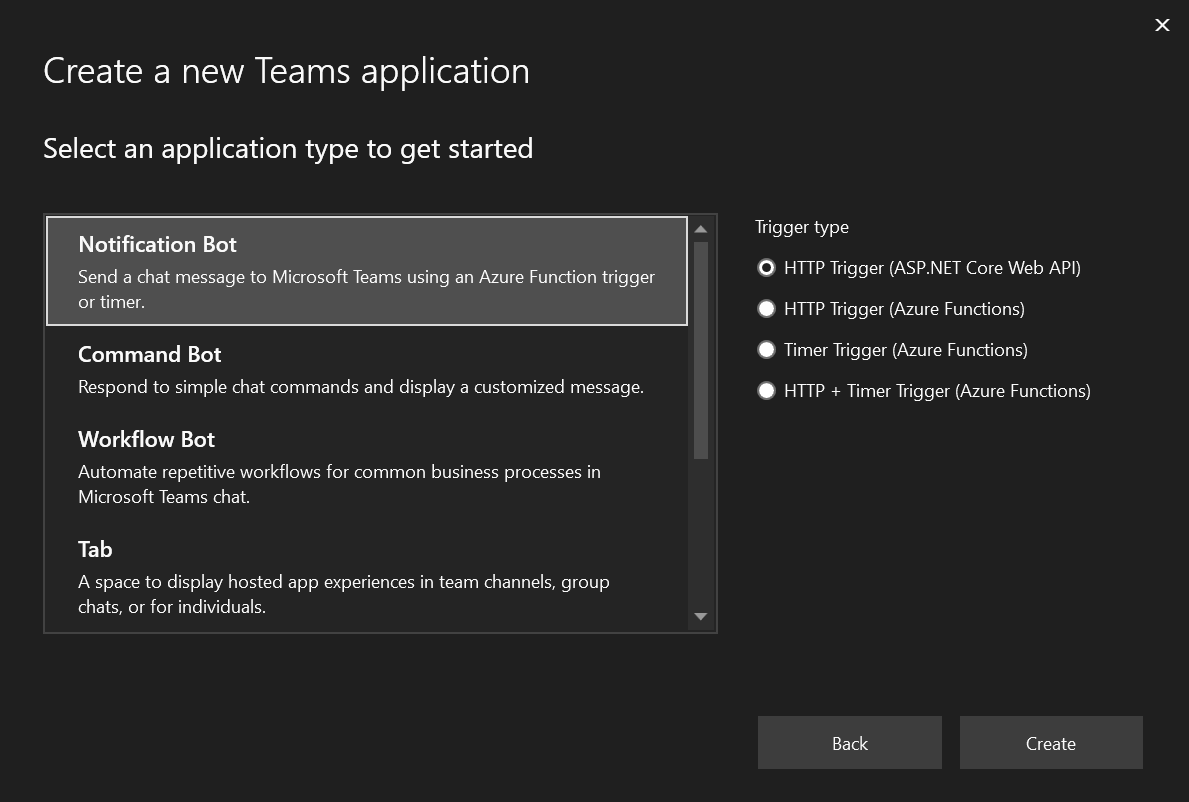 Create a new Teams application
Select an application type to get started
Notification Bot
Send a chat message to Microsoft Teams using an Azure Function trigger
or timer.
Command Bot
Respond to simple chat commands and display a customized message.
Workflow Bot
Automate repetitive workflows for common business processes in
Microsoft Teams chat.
Tab
A space to display hosted app experiences in team channels, group
chats, or for individuals.
Trigger type
HTTP Trigger (ASP.NET Core Web API)
HTTP Trigger (Azure Functions)
Timer Trigger (Azure Functions)
HTTP + Timer Trigger (Azure Functions)
Back
Create